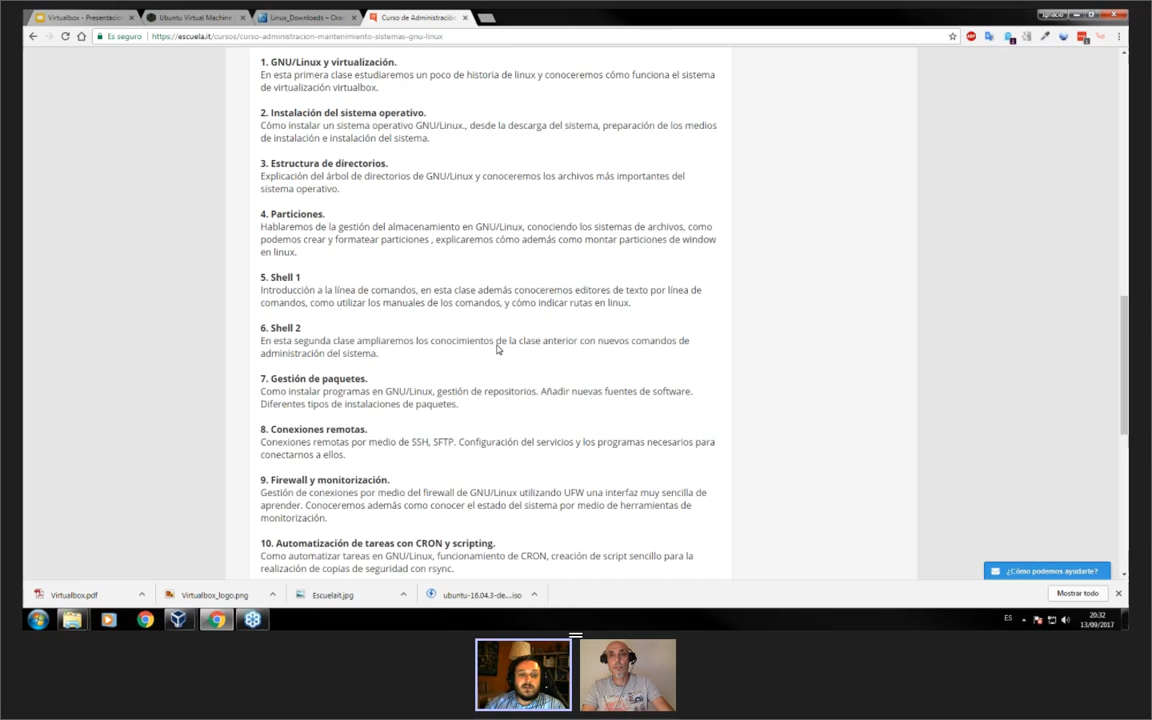 Virtualbox - Presentacio
Ubuntu Virtual Machine
Linux_Downloads – Orac
Curso de Administración
Ignacio
Es seguro
https://escuela.it/cursos/curso-administracion-mantenimiento-sistemas-gnu-linux
1. GNU/Linux y virtualización.
En esta primera clase estudiaremos un poco de historia de linux y conoceremos cómo funciona el sistema
de virtualización virtualbox.
2. Instalación del sistema operativo.
Cómo instalar un sistema operativo GNU/Linux., desde la descarga del sistema, preparación de los medios
de instalación e instalación del sistema.
3. Estructura de directorios.
Explicación del árbol de directorios de GNU/Linux y conoceremos los archivos más importantes del
sistema operativo.
4. Particiones.
Hablaremos de la gestión del almacenamiento en GNU/Linux, conociendo los sistemas de archivos, como
podemos crear y formatear particiones , explicaremos cómo además como montar particiones de window
en linux.
5. Shell 1
Introducción a la línea de comandos, en esta clase además conoceremos editores de texto por línea de
comandos, como utilizar los manuales de los comandos, y cómo indicar rutas en linux.
6. Shell 2
En esta segunda clase ampliaremos los conocimientos de la clase anterior con nuevos comandos de
administración del sistema.
7. Gestión de paquetes.
Como instalar programas en GNU/Linux, gestión de repositorios. Añadir nuevas fuentes de software.
Diferentes tipos de instalaciones de paquetes.
8. Conexiones remotas.
Conexiones remotas por medio de SSH, SFTP. Configuración del servicios y los programas necesarios para
conectarnos a ellos.
9. Firewall y monitorización.
Gestión de conexiones por medio del firewall de GNU/Linux utilizando UFW una interfaz muy sencilla de
aprender. Conoceremos además como conocer el estado del sistema por medio de herramientas de
monitorización.
10. Automatización de tareas con CRON y scripting.
Como automatizar tareas en GNU/Linux, funcionamiento de CRON, creación de script sencillo para la
realización de copias de seguridad con rsync.
¿Cómo podemos ayudarte?
Virtualbox.pdf
Virtualbox_logo.png
Escuelait.jpg
ubuntu-16.04.3-de....iso
Mostrar todo
ES
20:32
13/09/2017